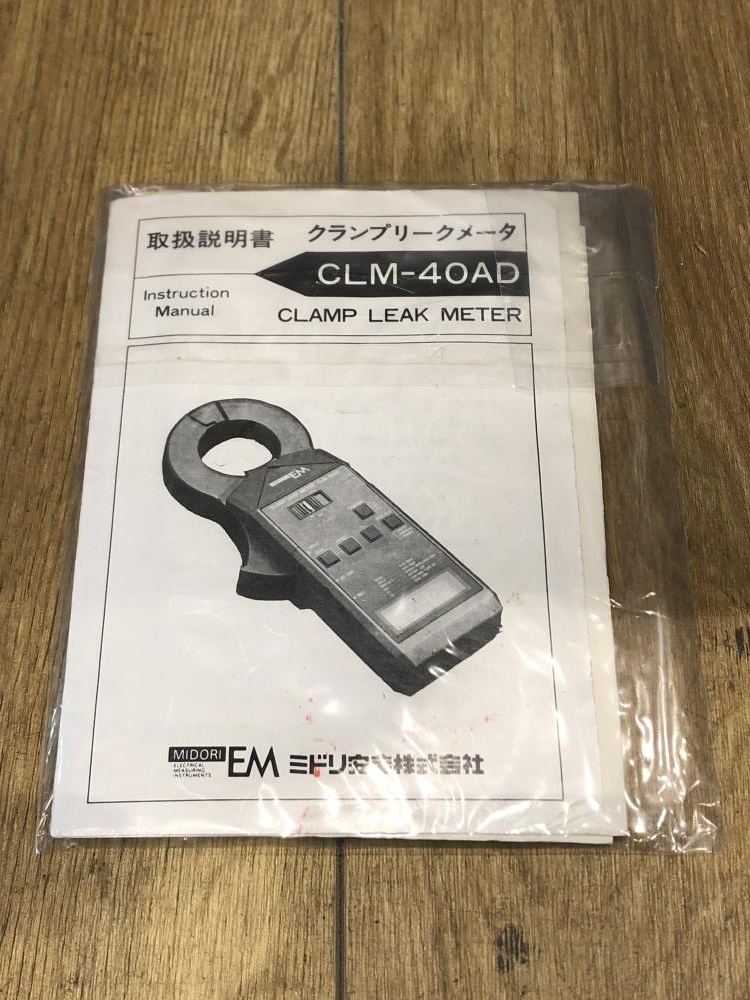 取扱説明書
クランプリークメータ
CLM-40AD
Instruction
Manual
CLAMP LEAK METER
EM
MIDORI
ELECTRICAL
MEASURING
INSTRUMENTS
EM
ミドリ安全株式会社